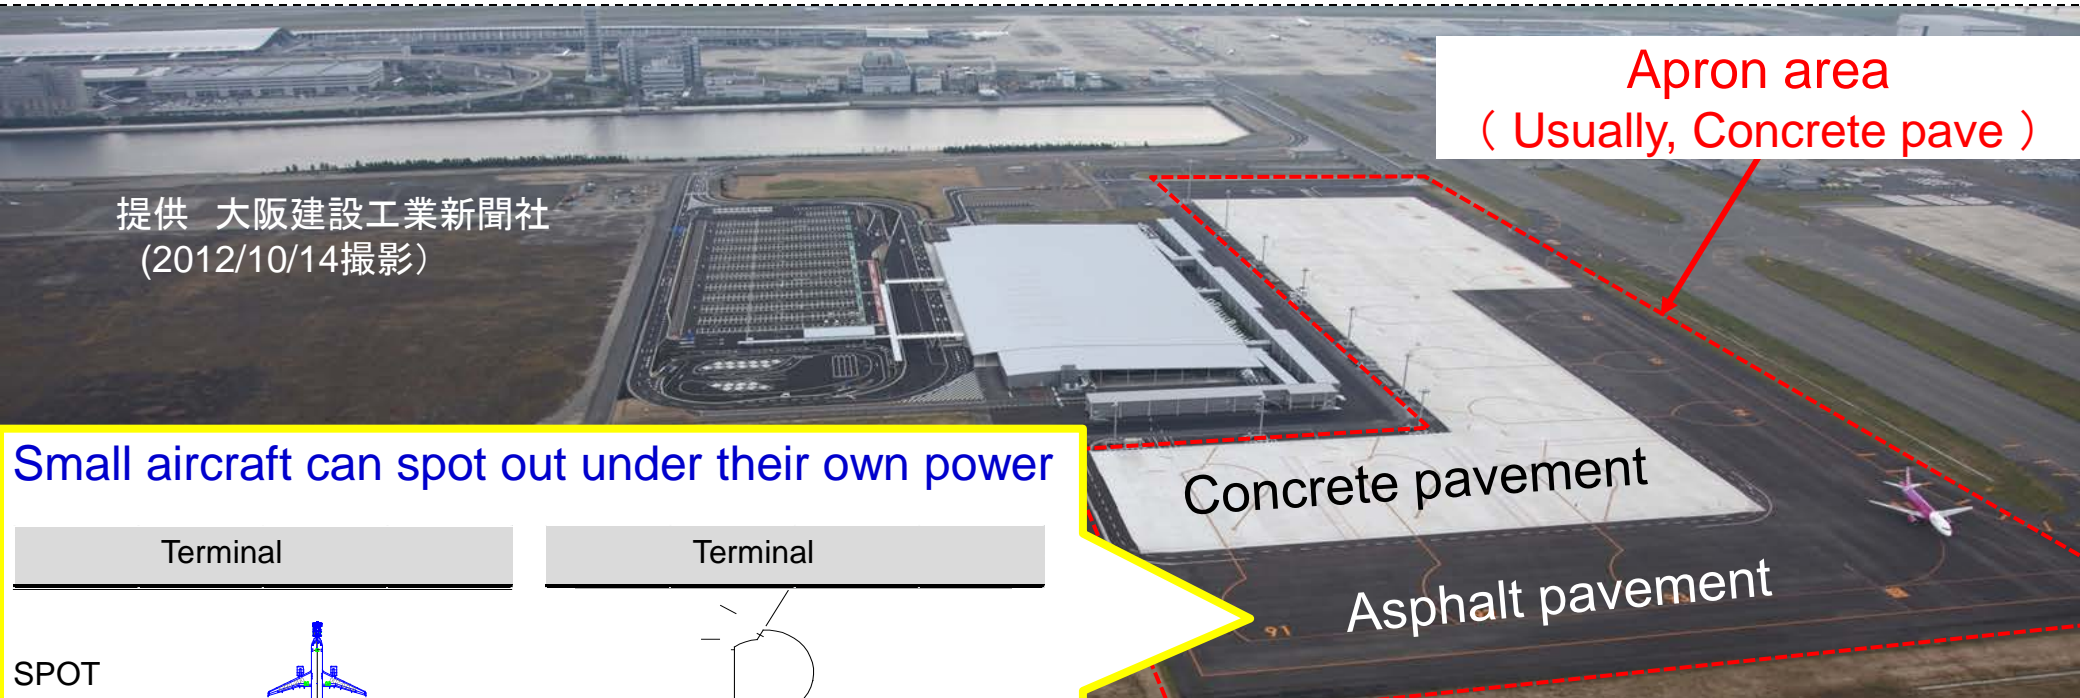 Apron area
（ Usually, Concrete pave ）
提供　大阪建設工業新聞社
(2012/10/14撮影）
Small aircraft can spot out under their own power
Concrete pavement
Terminal
Terminal
Asphalt pavement
91
SPOT